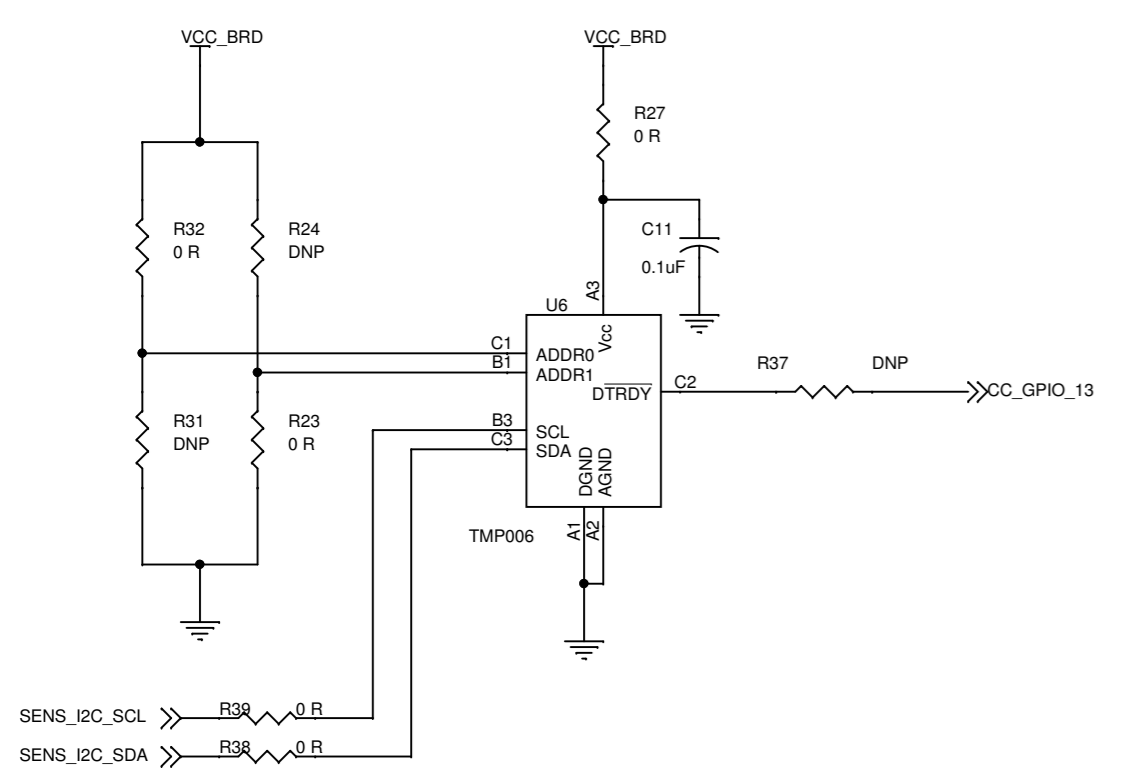 VCC_BRD
VCC_BRD
R27
0 R
R32
0 R
R24
DNP
C11
0.1uF
A3
U6
Vcc
C1
ADDR0
B1
ADDR1
DTRDY
C2
R37
DNP
CC_GPIO_13
R31
DNP
R23
0 R
B3
SCL
C3
SDA
DGND
AGND
TMP006
A1
A2
SENS_I2C_SCL
R39
0 R
SENS_I2C_SDA
R38
0 R